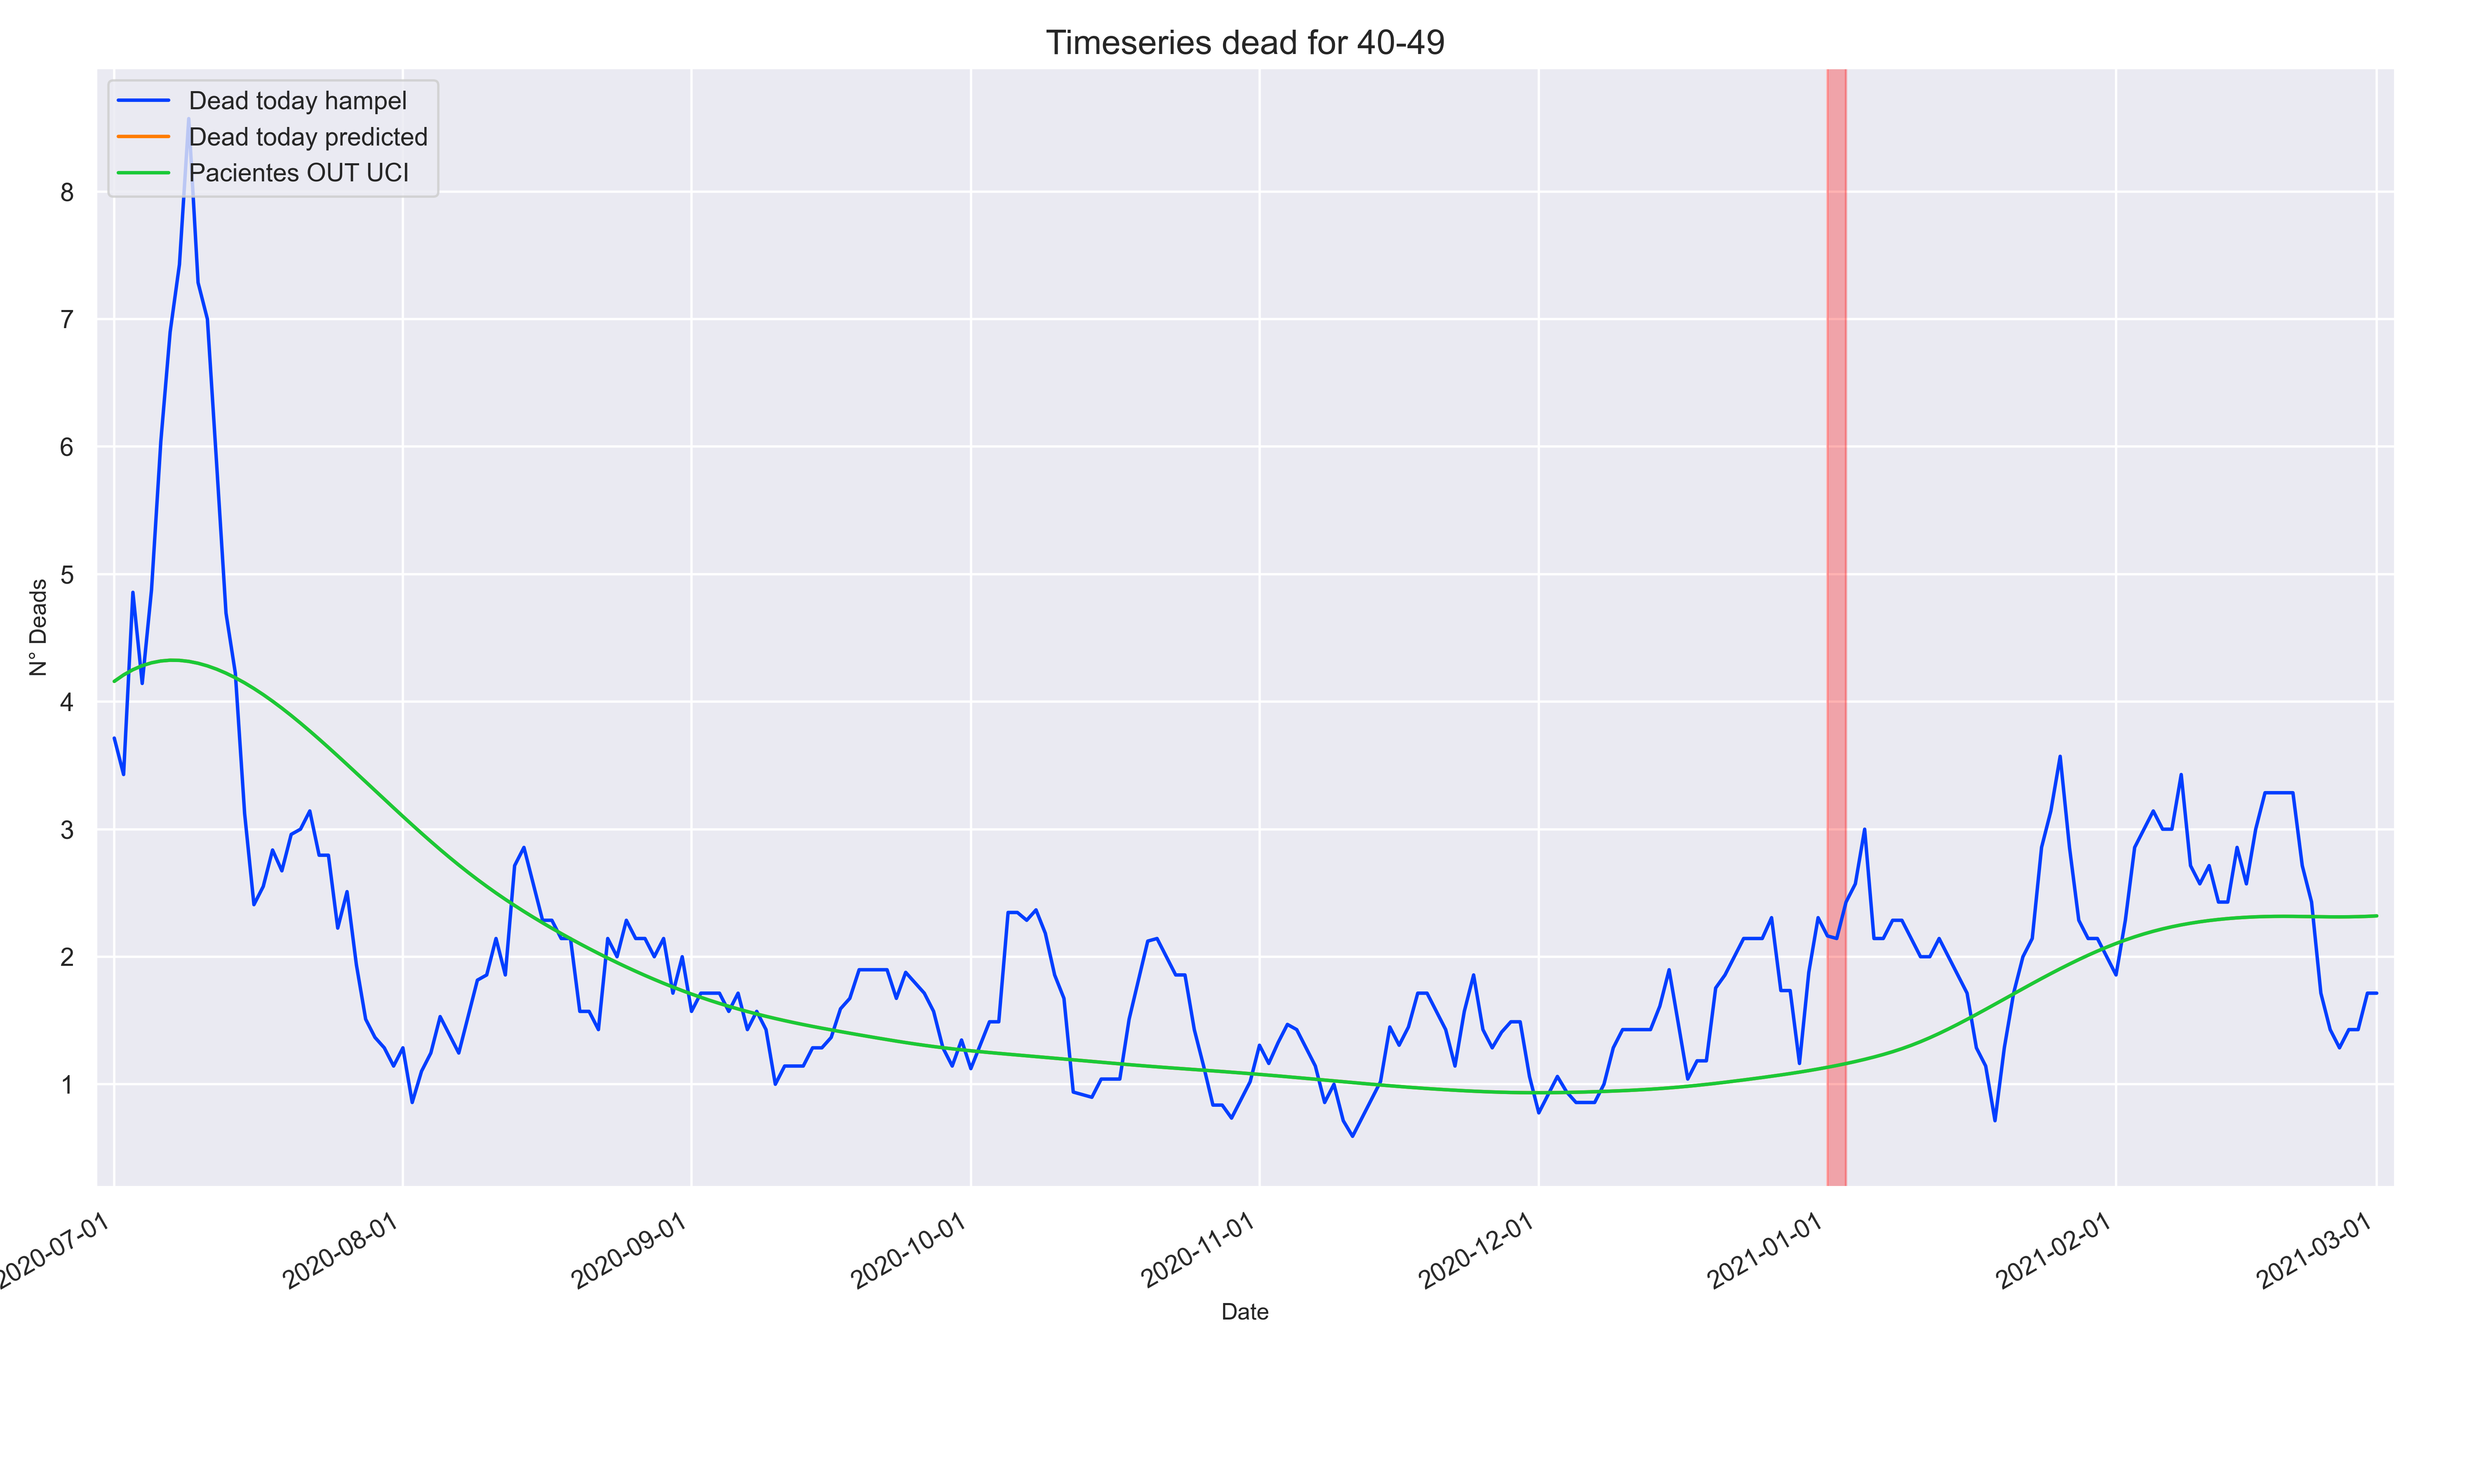 Timeseries dead for 40-49
Dead today hampel
Dead today predicted
Pacientes OUT UCI
8
7
6
5
4
3
2
1
N° Deads
2020-07-01
2020-08-01
2020-09-01
2020-10-01
2020-11-01
2020-12-01
2021-01-01
2021-02-01
2021-03-01
Date